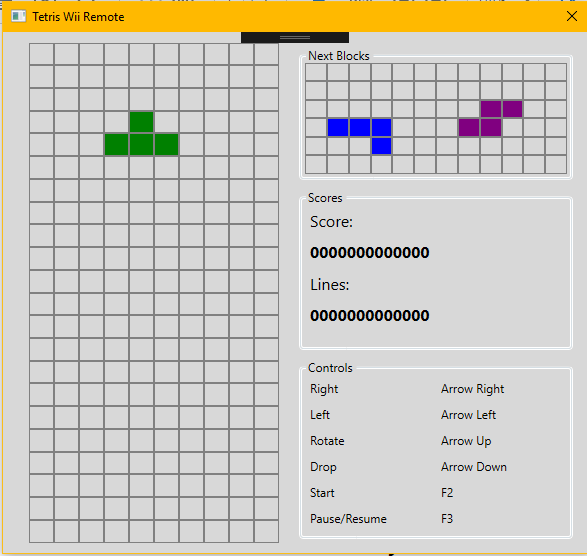 Tetris Wii Remote
Next Blocks
Scores
Score:
0000000000000
Lines:
0000000000000
Controls
Right Arrow Right
Left Arrow Left
Rotate Arrow Up
Drop Arrow Down
Start F2
Pause/Resume F3